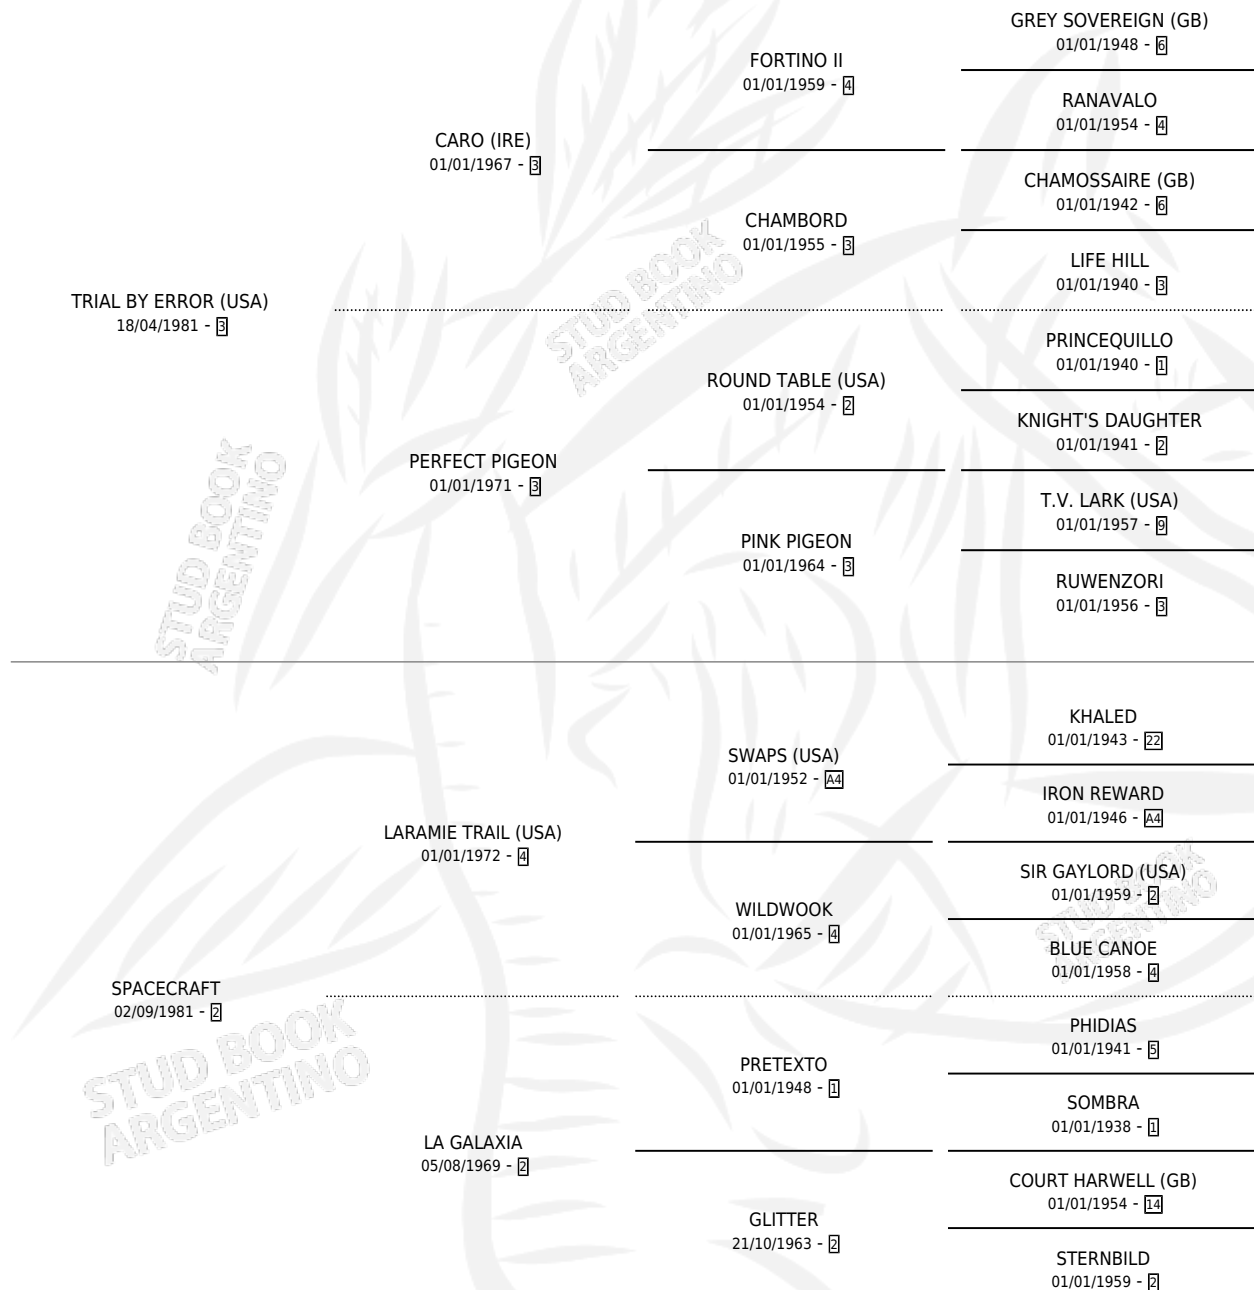 GREY SOVEREIGN (GB)
01/01/1948 - 6
FORTINO II
01/01/1959 - 4
RANAVALO
01/01/1954 - 4
CARO (IRE)
01/01/1967 - 3
CHAMOSSAIRE (GB)
01/01/1942 - 6
CHAMBORD
01/01/1955 - 3
LIFE HILL
01/01/1940 - 3
TRIAL BY ERROR (USA)
18/04/1981 - 3
PRINCEQUILLO
01/01/1940 - 1
ROUND TABLE (USA)
01/01/1954 - 2
KNIGHT'S DAUGHTER
01/01/1941 - 2
PERFECT PIGEON
01/01/1971 - 3
T.V. LARK (USA)
01/01/1957 - 9
PINK PIGEON
01/01/1964 - 3
RUWENZORI
01/01/1956 - 3
KHALED
01/01/1943 - 22
SWAPS (USA)
01/01/1952 - A4
IRON REWARD
01/01/1946 - A4
LARAMIE TRAIL (USA)
01/01/1972 - 4
SIR GAYLORD (USA)
01/01/1959 - 2
WILDWOOK
01/01/1965 - 4
BLUE CANOE
01/01/1958 - 4
SPACECRAFT
02/09/1981 - 2
PHIDIAS
01/01/1941 - 5
PRETEXTO
01/01/1948 - 1
SOMBRA
01/01/1938 - 1
LA GALAXIA
05/08/1969 - 2
COURT HARWELL (GB)
01/01/1954 - 14
GLITTER
21/10/1963 - 2
STERNBILD
01/01/1959 - 2
STUD BOOK
ARGENTINO
STUD BOOK
ARGENTINO
STUD BOOK
ARGENTINO
STUD BOOK
ARGENTINO